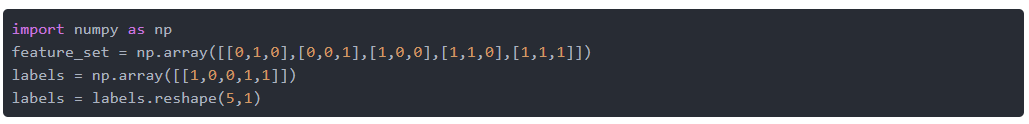 import numpy as np
feature_set = np.array([[0,1,0],[0,0,1],[1,0,0],[1,1,0],[1,1,1]])
labels = np.array([[1,0,0,1,1]])
labels = labels.reshape(5,1)